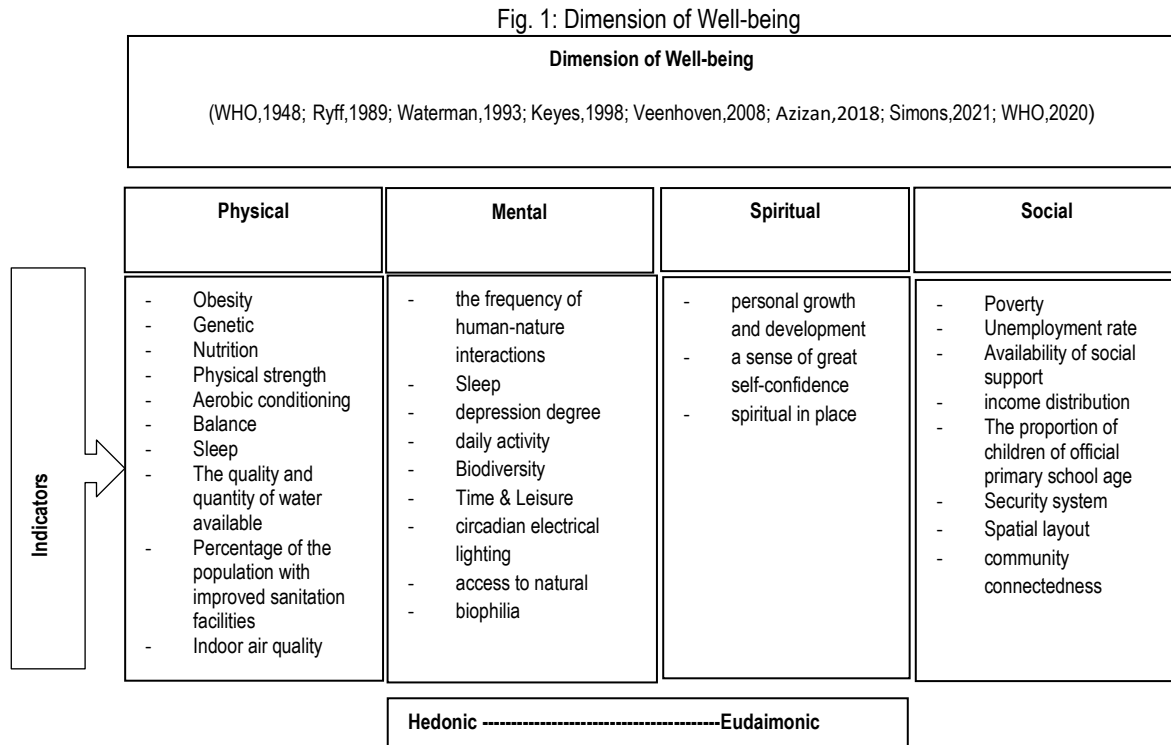 Fig. 1: Dimension of Well-being
Dimension of Well-being
(WHO,1948; Ryff,1989; Waterman,1993; Keyes,1998; Veenhoven,2008; Azizan,2018; Simons,2021; WHO,2020)
Physical
Mental
Spiritual
Social
Indicators
- Obesity
- Genetic
- Nutrition
- Physical strength
- Aerobic conditioning
- Balance
- Sleep
- The quality and
quantity of water
available
- Percentage of the
population with
improved sanitation
facilities
- Indoor air quality
- the frequency of
human-nature
interactions
- Sleep
- depression degree
- daily activity
- Biodiversity
- Time & Leisure
- circadian electrical
lighting
- access to natural
- biophilia
- personal growth
and development
- a sense of great
self-confidence
- spiritual in place
- Poverty
- Unemployment rate
- Availability of social
support
- income distribution
- The proportion of
children of official
primary school age
- Security system
- Spatial layout
- community
connectedness
Hedonic -----------------------------------------Eudaimonic